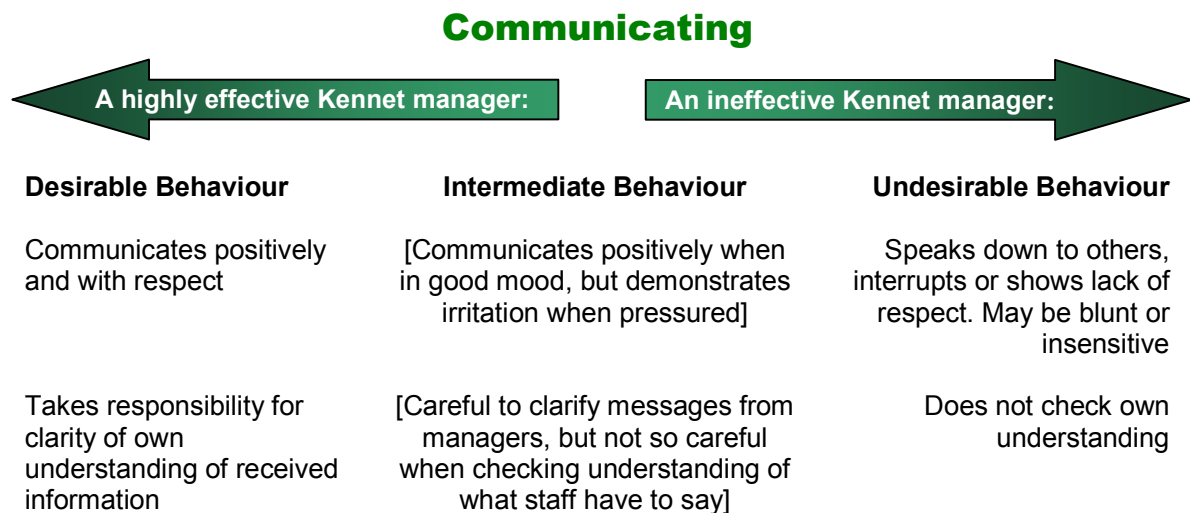 Communicating
A highly effective Kennet manager:
An ineffective Kennet manager:
Desirable Behaviour
Intermediate Behaviour
Undesirable Behaviour
Communicates positively
and with respect
[Communicates positively when
in good mood, but demonstrates
irritation when pressured]
Speaks down to others,
interrupts or shows lack of
respect. May be blunt or
insensitive
Takes responsibility for
clarity of own
understanding of received
information
[Careful to clarify messages from
managers, but not so careful
when checking understanding of
what staff have to say]
Does not check own
understanding